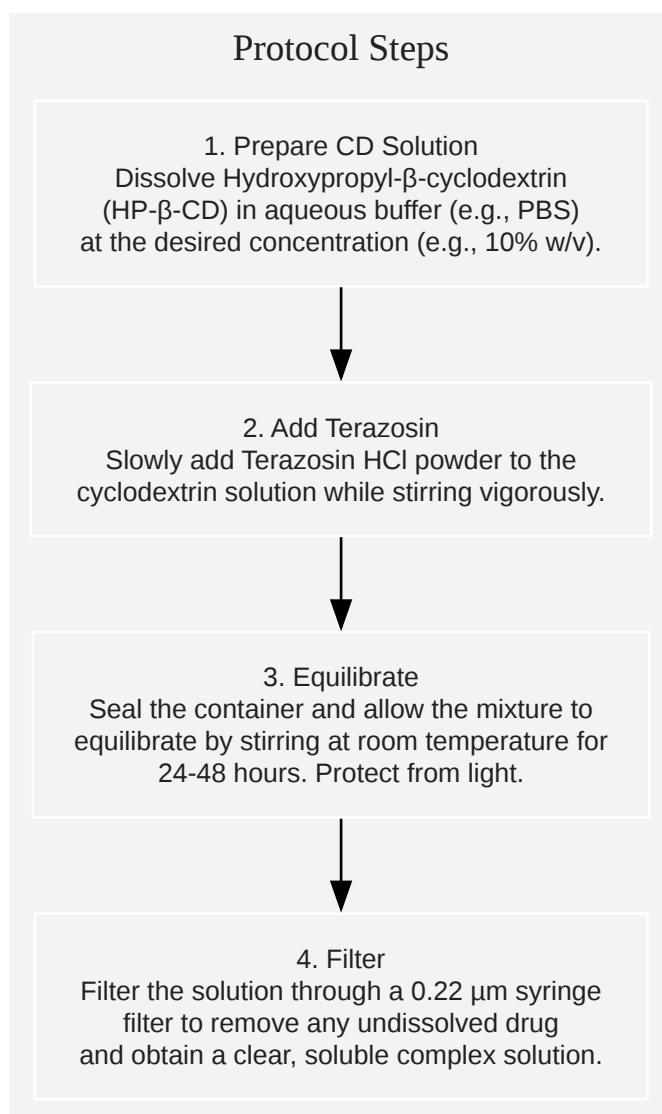 Protocol Steps
1. Prepare CD Solution
Dissolve Hydroxypropyl-β-cyclodextrin
(HP-β-CD) in aqueous buffer (e.g., PBS)
at the desired concentration (e.g., 10% w/v).
2. Add Terazosin
Slowly add Terazosin HCl powder to the
cyclodextrin solution while stirring vigorously.
3. Equilibrate
Seal the container and allow the mixture to
equilibrate by stirring at room temperature for
24-48 hours. Protect from light.
4. Filter
Filter the solution through a 0.22 µm syringe
filter to remove any undissolved drug
and obtain a clear, soluble complex solution.